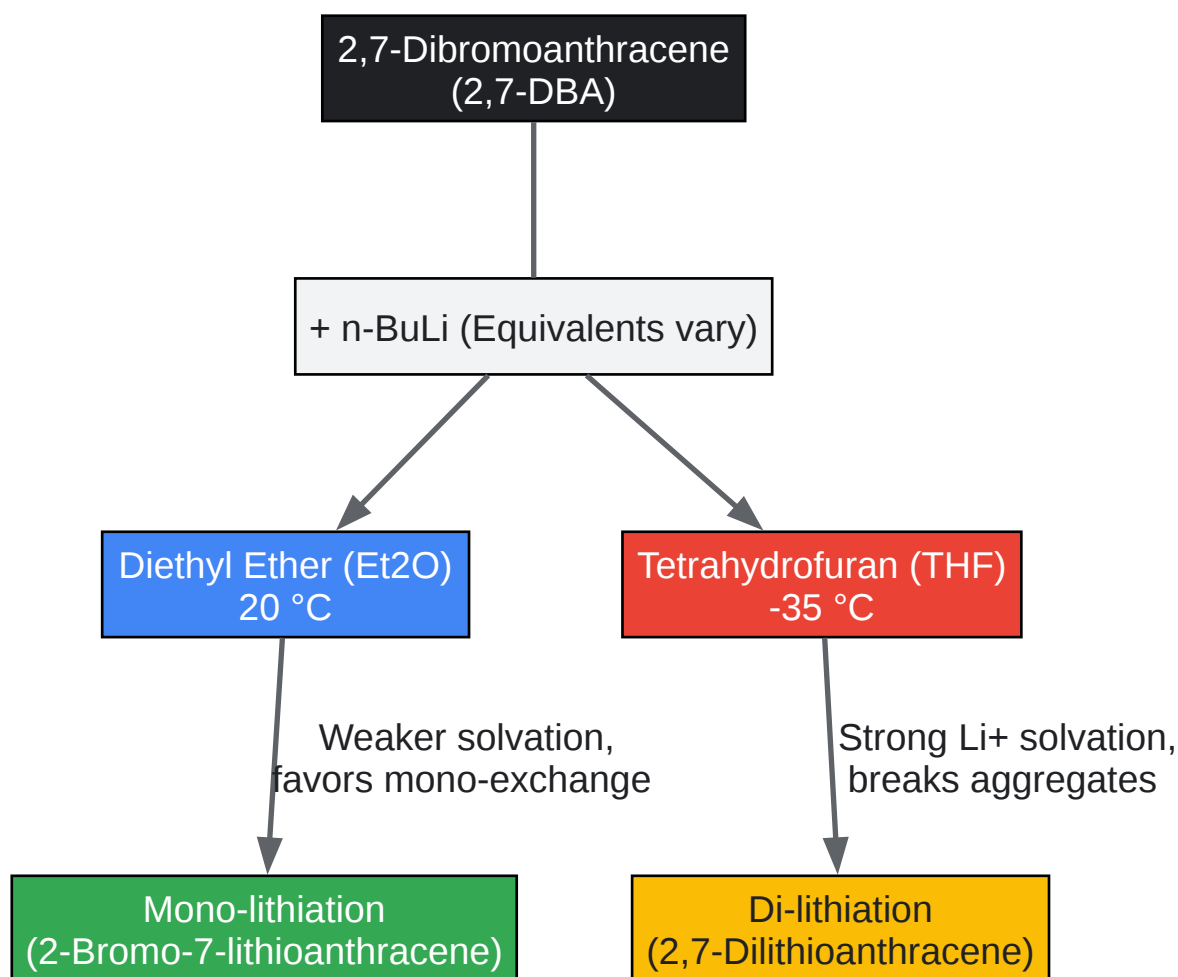 2,7-Dibromoanthracene
(2,7-DBA)
+ n-BuLi (Equivalents vary)
Diethyl Ether (Et2O)
20 °C
Tetrahydrofuran (THF)
-35 °C
Weaker solvation,
favors mono-exchange
Strong Li+ solvation,
breaks aggregates
Mono-lithiation
(2-Bromo-7-lithioanthracene)
Di-lithiation
(2,7-Dilithioanthracene)